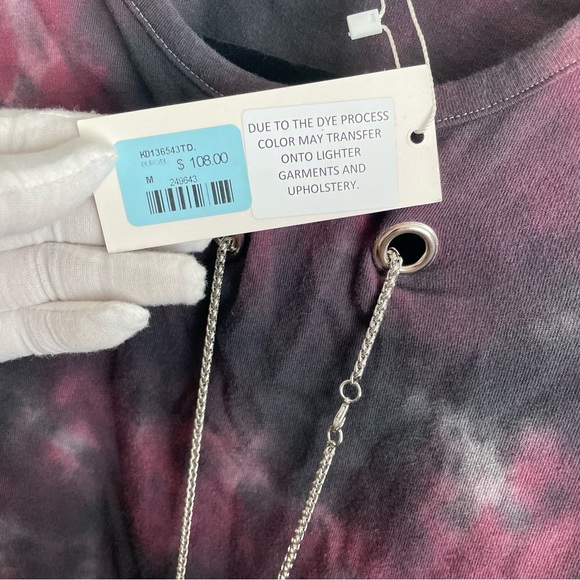 K0136543TD.
$ 108.00
M 249643
DUE TO THE DYE PROCESS
COLOR MAY TRANSFER
ONTO LIGHTER
GARMENTS AND
UPHOLSTERY.